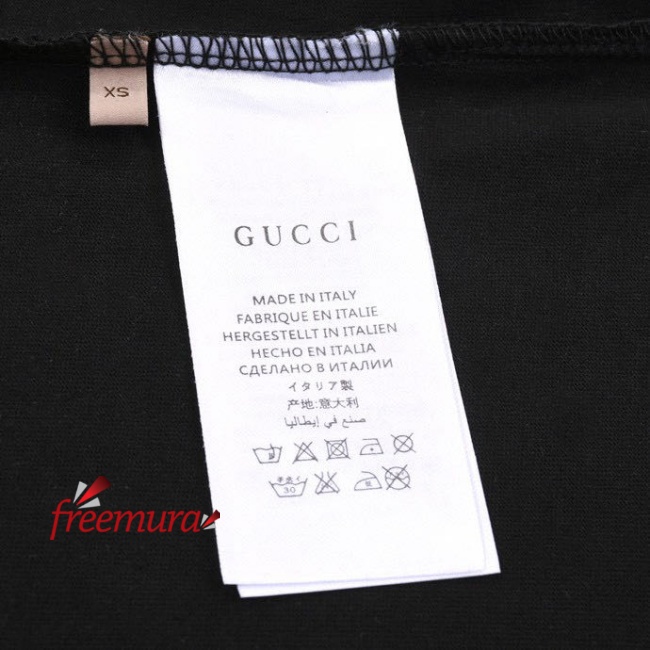 XS
GUCCI
MADE IN ITALY
FABRIQUE EN ITALIE
HERGESTELLT IN ITALIEN
HECHO EN ITALIA
СДЕЛАНО В ИТАЛИИ
イタリア製
产地:意大利
صنع في إيطاليا
30
freemura